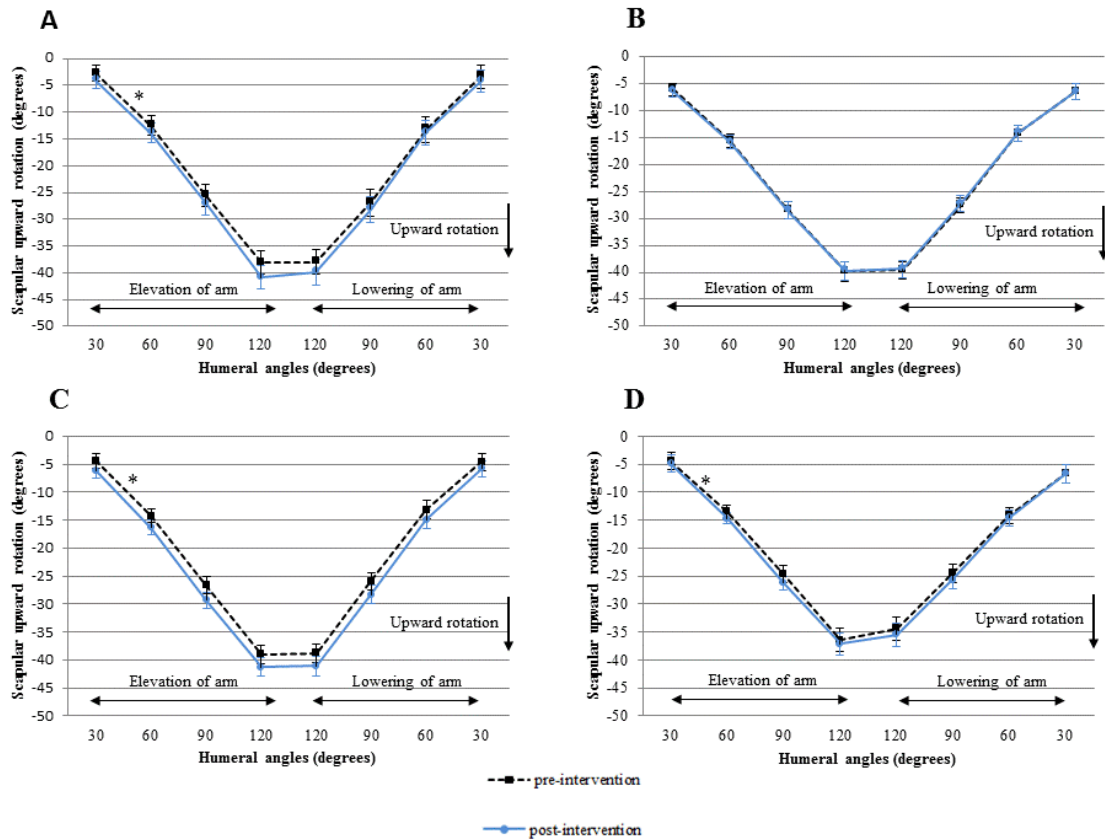 A
Scapular upward rotation (degrees)
0
-5
-10
-15
-20
-25
-30
-35
-40
-45
-50
*
Upward rotation
Elevation of arm
Lowering of arm
30 60 90 120 120 90 60 30
Humeral angles (degrees)
B
Scapular upward rotation (degrees)
0
-5
-10
-15
-20
-25
-30
-35
-40
-45
-50
Upward rotation
Elevation of arm
Lowering of arm
30 60 90 120 120 90 60 30
Humeral angles (degrees)
C
Scapular upward rotation (degrees)
0
-5
-10
-15
-20
-25
-30
-35
-40
-45
-50
*
Upward rotation
Elevation of arm
Lowering of arm
30 60 90 120 120 90 60 30
Humeral angles (degrees)
D
Scapular upward rotation (degrees)
0
-5
-10
-15
-20
-25
-30
-35
-40
-45
-50
*
Upward rotation
Elevation of arm
Lowering of arm
30 60 90 120 120 90 60 30
Humeral angles (degrees)
pre-intervention
post-intervention